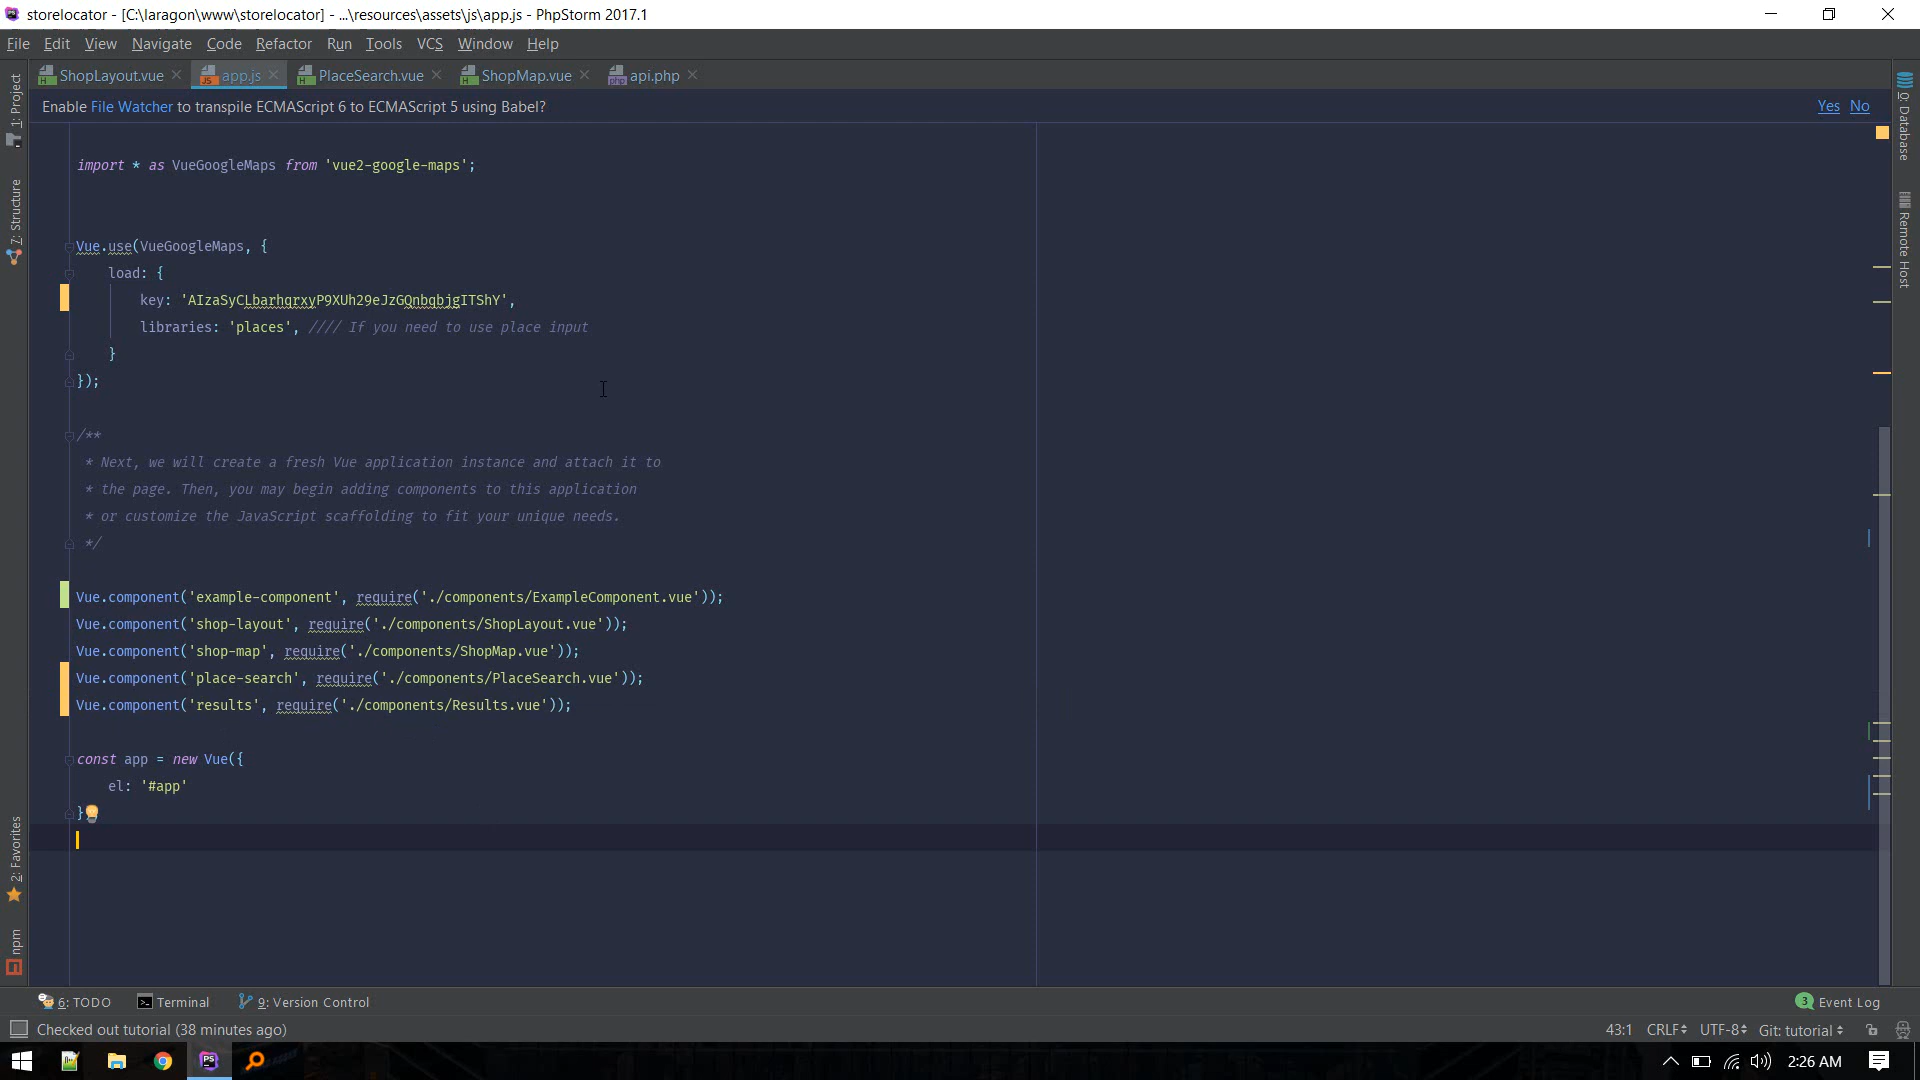 storelocator - [C:\laragon\www\storelocator] - ...\resources\assets\js\app.js - PhpStorm 2017.1
File Edit View Navigate Code Refactor Run Tools VCS Window Help
ShopLayout.vue app.js PlaceSearch.vue ShopMap.vue api.php
Enable File Watcher to transpile ECMAScript 6 to ECMAScript 5 using Babel? Yes No
1: Project
7: Structure
2: Favorites
npm
0: Database
Remote Host
import * as VueGoogleMaps from 'vue2-google-maps';
Vue.use(VueGoogleMaps, {
load: {
key: 'AIzaSyCLbarhqrxyP9XUh29eJzGQnbqbjgITShY',
libraries: 'places', //// If you need to use place input
}
});
/**
* Next, we will create a fresh Vue application instance and attach it to
* the page. Then, you may begin adding components to this application
* or customize the JavaScript scaffolding to fit your unique needs.
*/
Vue.component('example-component', require('./components/ExampleComponent.vue'));
Vue.component('shop-layout', require('./components/ShopLayout.vue'));
Vue.component('shop-map', require('./components/ShopMap.vue'));
Vue.component('place-search', require('./components/PlaceSearch.vue'));
Vue.component('results', require('./components/Results.vue'));
const app = new Vue({
el: '#app'
}
6: TODO Terminal 9: Version Control 3 Event Log
Checked out tutorial (38 minutes ago) 43:1 CRLF UTF-8 Git: tutorial
PS 2:26 AM